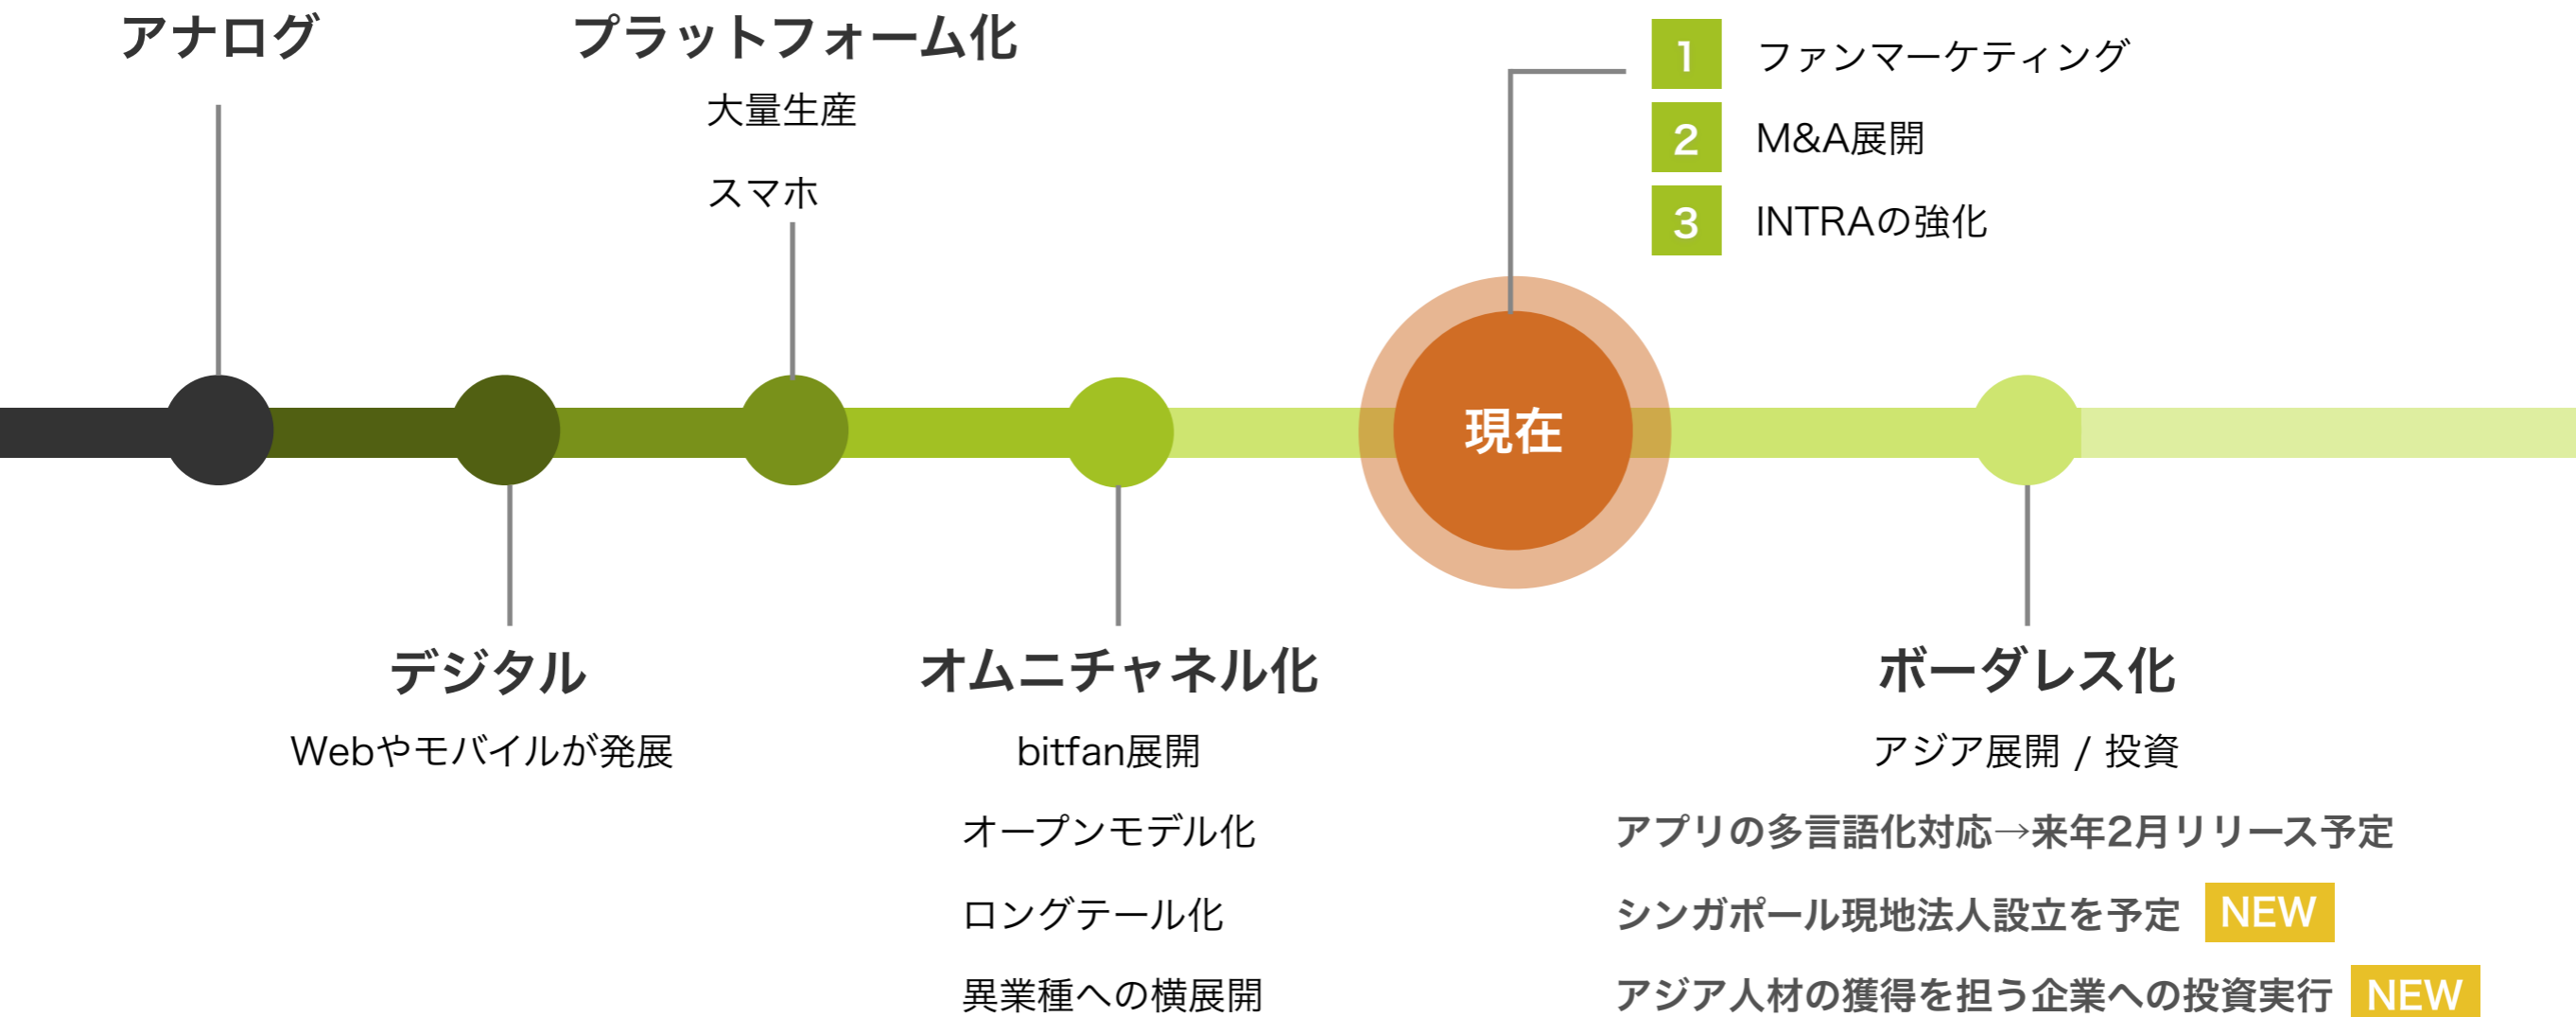 アナログ
プラットフォーム化
大量生産
スマホ
1 ファンマーケティング
2 M&A展開
3 INTRAの強化
現在
デジタル
Webやモバイルが発展
オムニチャネル化
bitfan展開
オープンモデル化
ロングテール化
異業種への横展開
ボーダレス化
アジア展開 / 投資
アプリの多言語化対応→来年2月リリース予定
シンガポール現地法人設立を予定 NEW
アジア人材の獲得を担う企業への投資実行 NEW